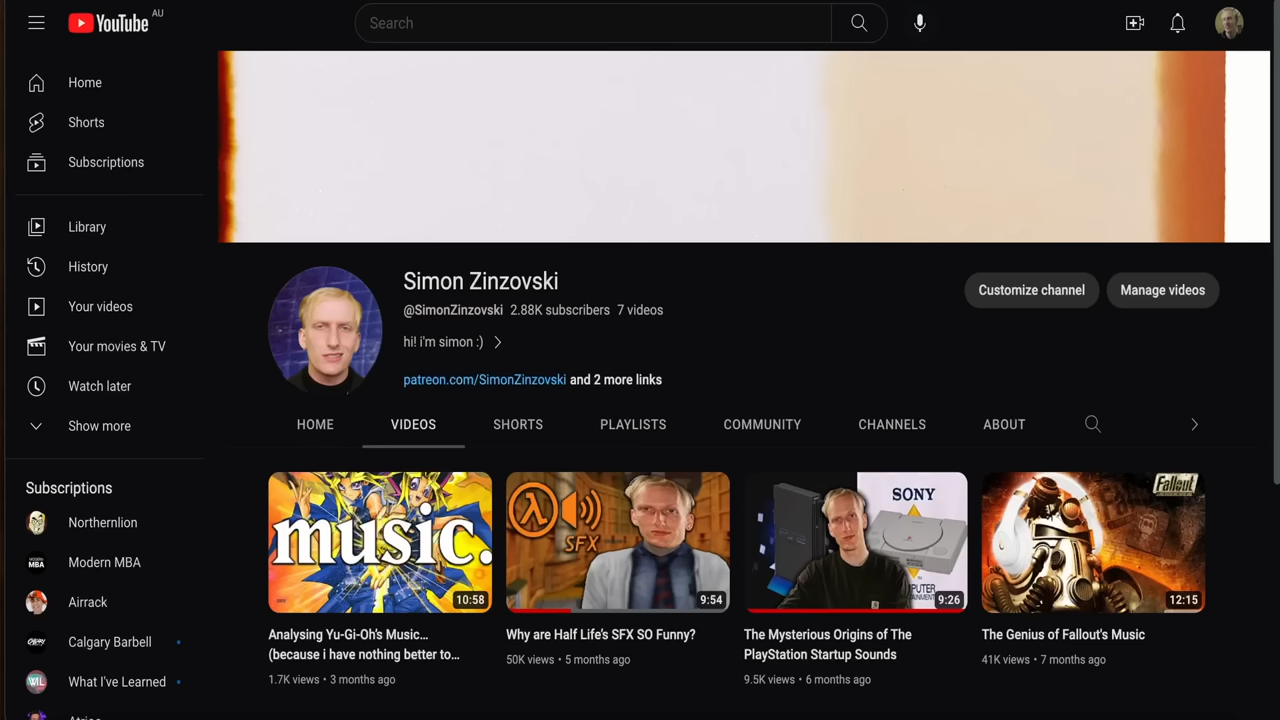 YouTube AU
Search
Home
Shorts
Subscriptions
Library
History
Your videos
Your movies & TV
Watch later
Show more
Subscriptions
Northernlion
Modern MBA
Airrack
Calgary Barbell
What I've Learned
Simon Zinzovski
@SimonZinzovski 2.88K subscribers 7 videos
hi! i'm simon :)
patreon.com/SimonZinzovski and 2 more links
Customize channel
Manage videos
HOME
VIDEOS
SHORTS
PLAYLISTS
COMMUNITY
CHANNELS
ABOUT
music.
10:58
Analysing Yu-Gi-Oh's Music...
(because i have nothing better to...
1.7K views • 3 months ago
SFX
9:54
Why are Half Life's SFX SO Funny?
50K views • 5 months ago
SONY
9:26
The Mysterious Origins of The
PlayStation Startup Sounds
9.5K views • 6 months ago
Fallout
12:15
The Genius of Fallout's Music
41K views • 7 months ago